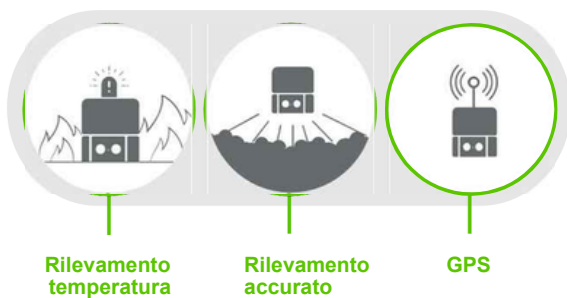 Rilevamento
temperatura
Rilevamento
accurato
GPS